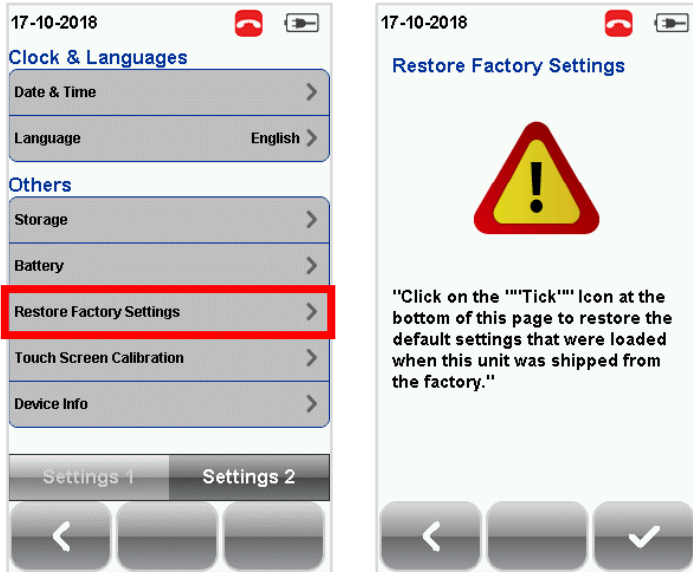 17-10-2018
Clock & Languages
Date & Time
Language English
Others
Storage
Battery
Restore Factory Settings
Touch Screen Calibration
Device Info
Settings 1 Settings 2
17-10-2018
Restore Factory Settings
"Click on the ""Tick"" Icon at the
bottom of this page to restore the
default settings that were loaded
when this unit was shipped from
the factory."